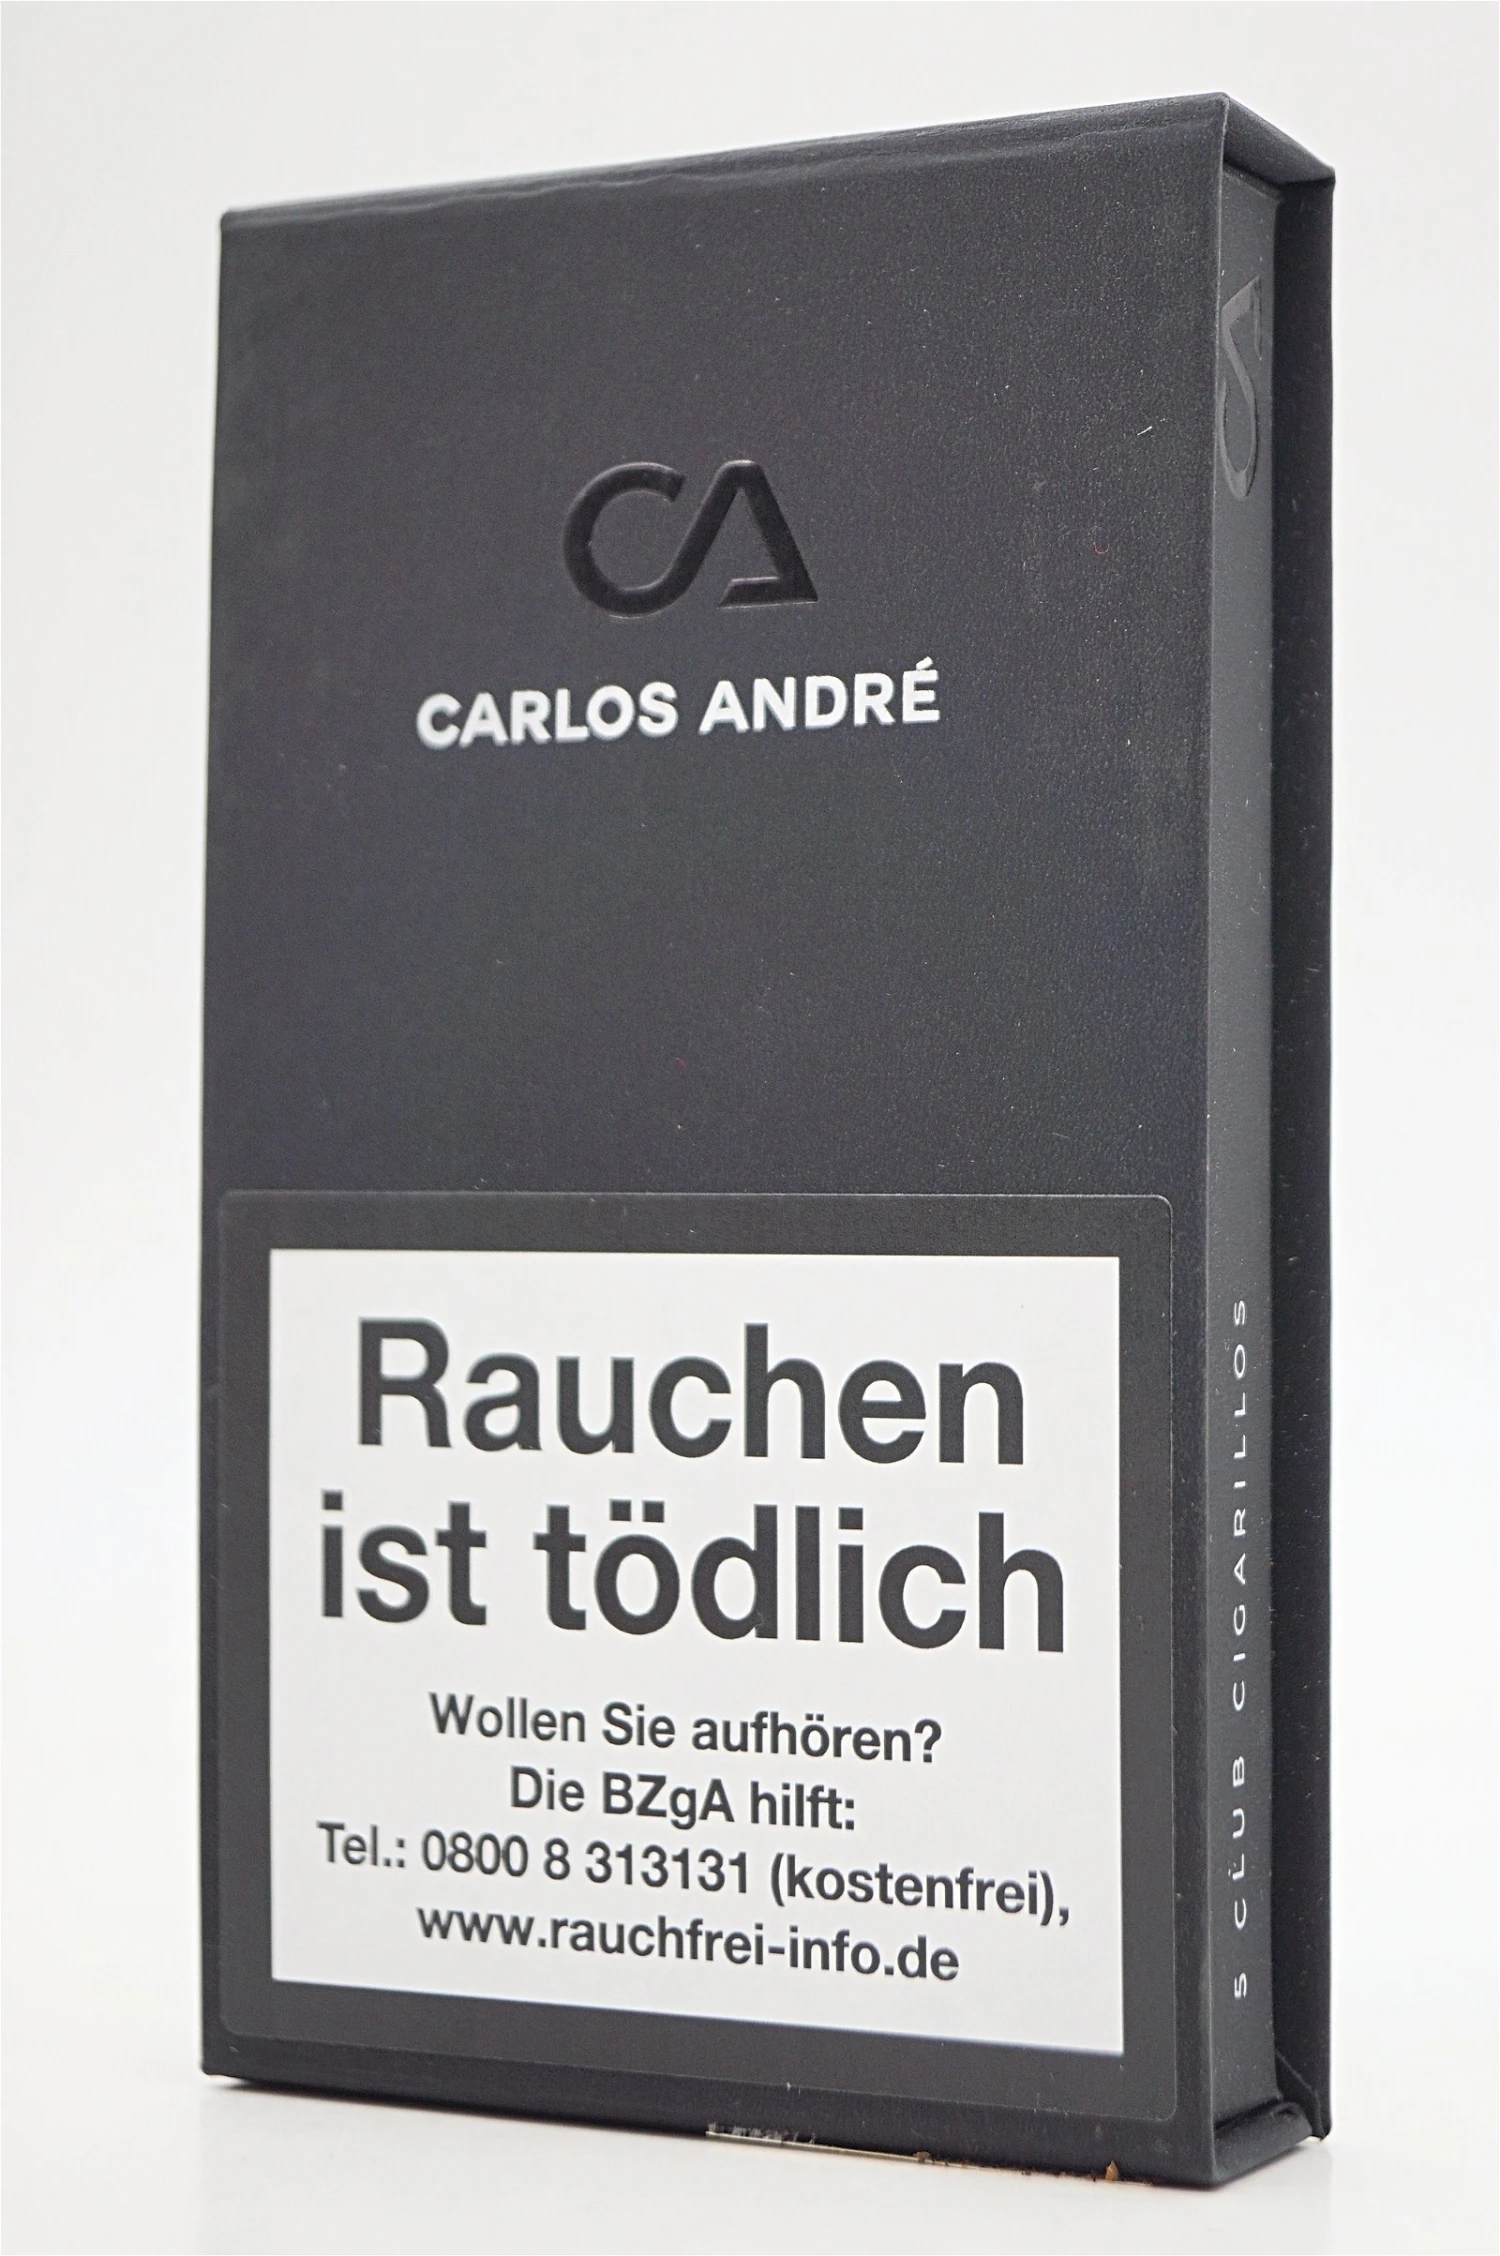 CA
CARLOS ANDRÉ
Rauchen
ist tödlich
Wollen Sie aufhören?
Die BZgA hilft:
Tel.: 0800 8 313131 (kostenfrei),
www.rauchfrei-info.de
CA
5 CLUB CIGARILLOS